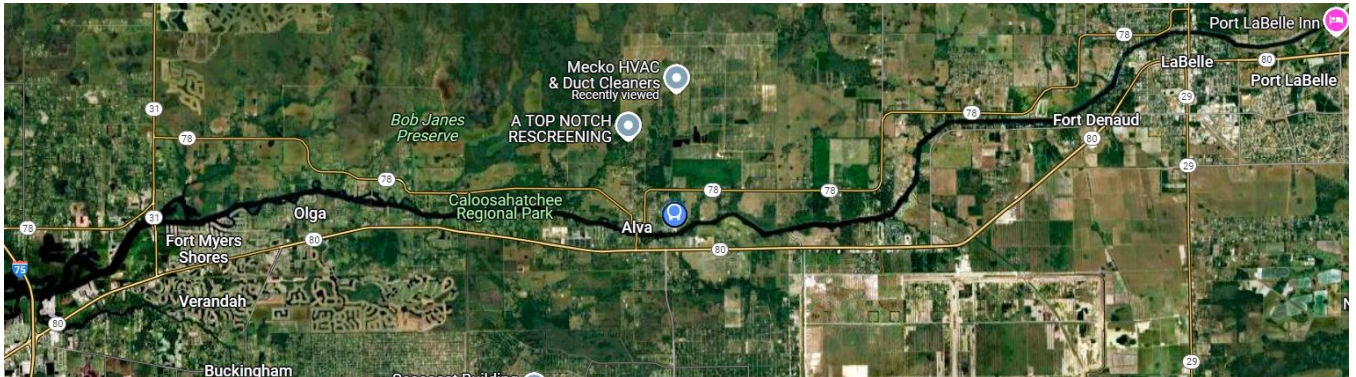 Port LaBelle Inn
78
80
LaBelle
Port LaBelle
Mecko HVAC
& Duct Cleaners
Recently viewed
29
31
78
Fort Denaud
Bob Janes
Preserve
A TOP NOTCH
RESCREENING
78
80
29
78
78
78
Caloosahatchee
Regional Park
Olga
31
Alva
78
Fort Myers
Shores
80
80
75
Verandah
80
29
Buckingham